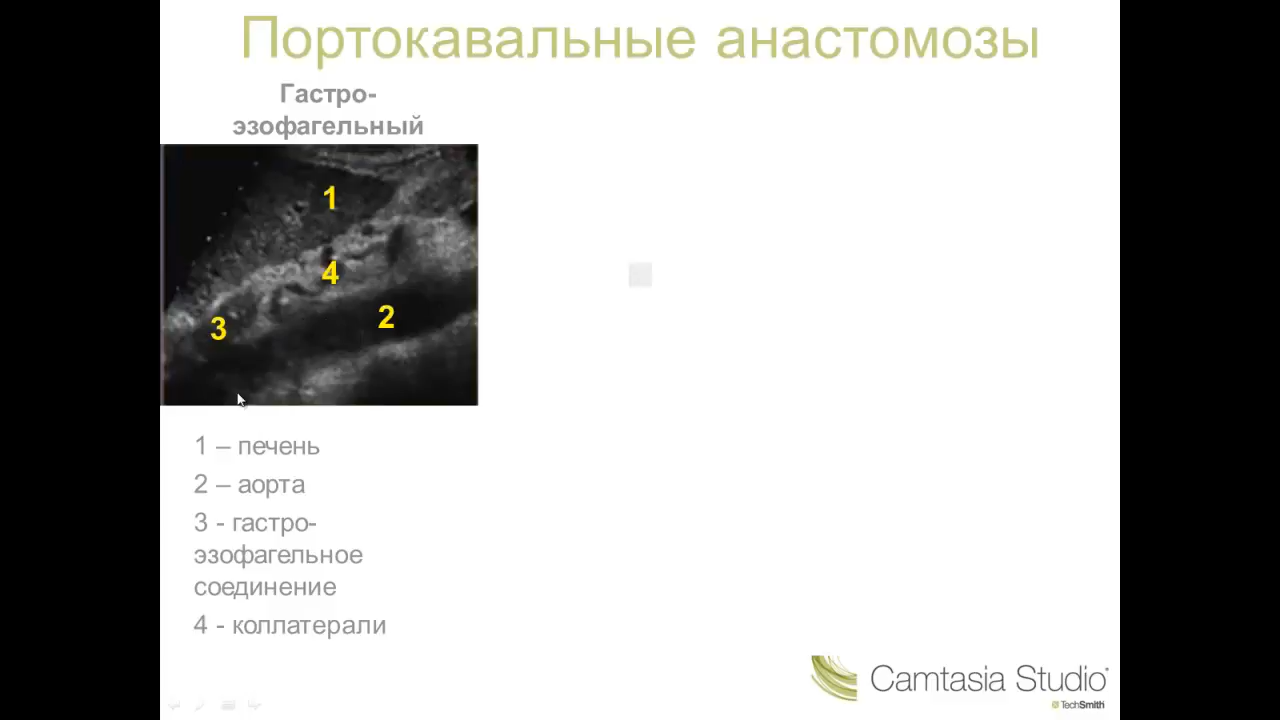 Портокавальные анастомозы
Гастро-
эзофагельный
1
4
2
3
1 – печень
2 – аорта
3 - гастро-
эзофагельное
соединение
4 - коллатерали
Camtasia Studio
TechSmith